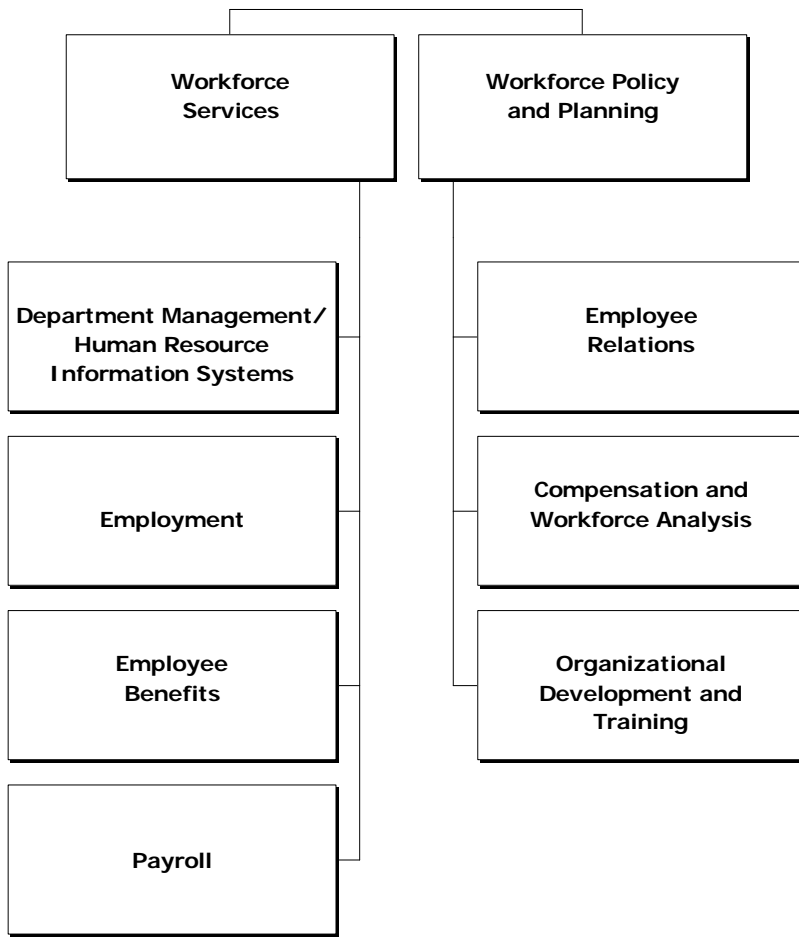 Workforce
Services
Workforce Policy
and Planning
Department Management/
Human Resource
Information Systems
Employment
Employee
Benefits
Payroll
Employee
Relations
Compensation and
Workforce Analysis
Organizational
Development and
Training